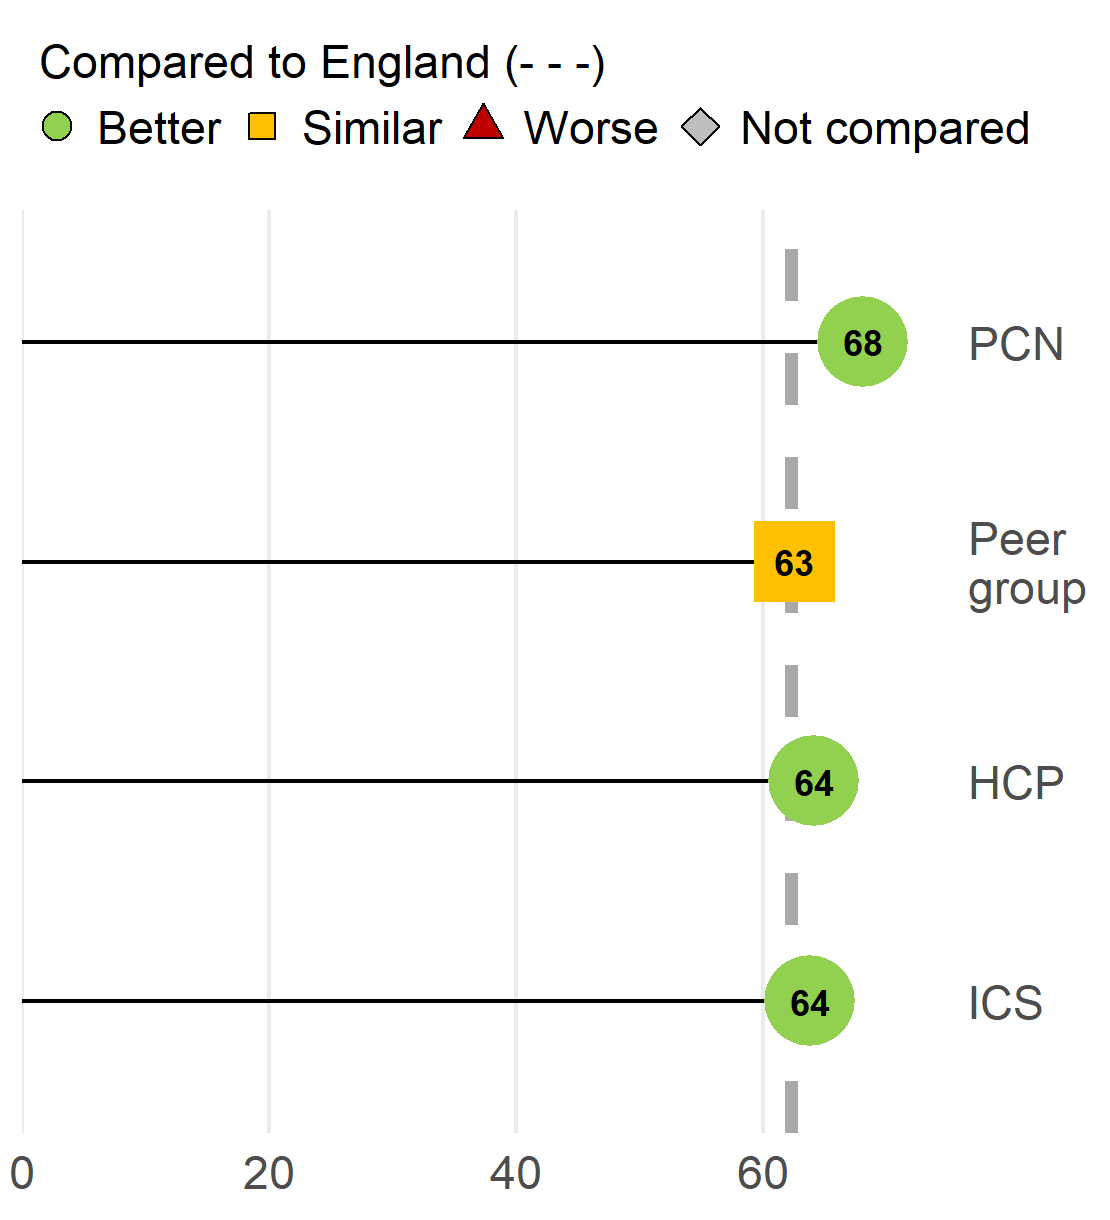 Compared to England (- - -)
Better Similar Worse Not compared
68 PCN
Peer
63
group
64 HCP
64 ICS
0 20 40 60